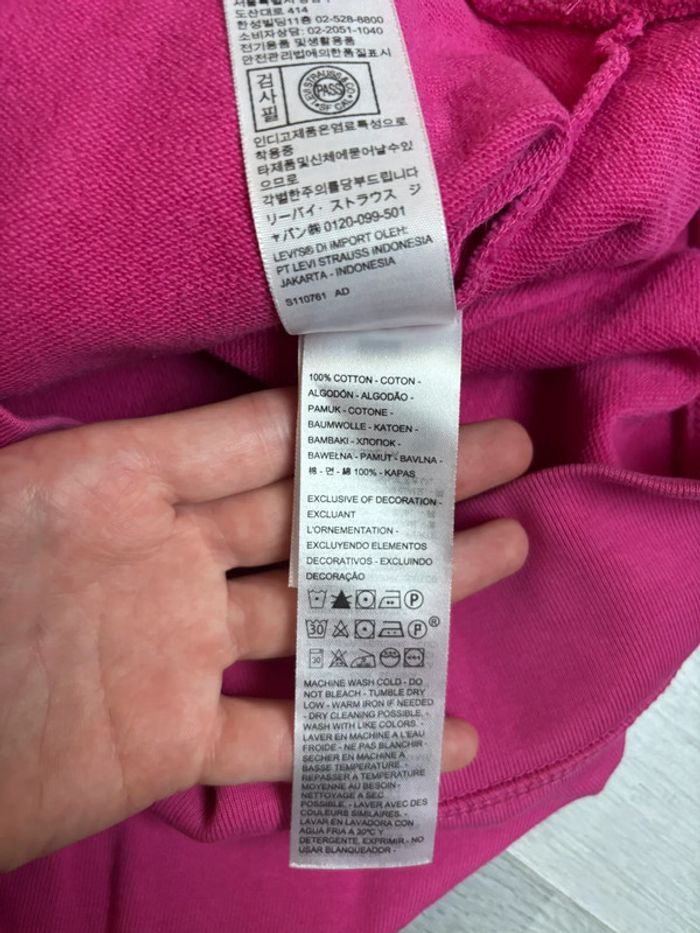 도산대로 414
한성빌딩11층 02-528-8800
소비자상담: 02-2051-1040
전기용품 및생활용품
안전관리법에의한품질표시
검사필
LEVI STRAUSS & CO
PASS
SF CAL
인디고제품은염료특성으로
착용중
타제품및신체에묻어날수있
으므로
각별한주의를당부드립니다
リーバイ・ストラウス ジ
ャパン㈱ 0120-099-501
LEVI'S® DI IMPORT OLEH:
PT LEVI STRAUSS INDONESIA
JAKARTA - INDONESIA
S110761 AD
100% COTTON - COTON -
ALGODÓN - ALGODÃO -
PAMUK - COTONE -
BAUMWOLLE - KATOEN -
BAMBAKI - ХЛОПОК -
BAWEŁNA - PAMUT - BAVLNA -
棉 - 면 - 綿 100% - KAPAS
EXCLUSIVE OF DECORATION -
EXCLUANT
L'ORNEMENTATION -
EXCLUYENDO ELEMENTOS
DECORATIVOS - EXCLUINDO
DECORAÇÃO
P
30 P ®
30
MACHINE WASH COLD - DO
NOT BLEACH - TUMBLE DRY
LOW - WARM IRON IF NEEDED
- DRY CLEANING POSSIBLE. -
WASH WITH LIKE COLORS. -
LAVER EN MACHINE A L'EAU
FROIDE - NE PAS BLANCHIR -
SECHER EN MACHINE A
BASSE TEMPERATURE. -
REPASSER A TEMPERATURE
MOYENNE AU BESOIN -
NETTOYAGE A SEC
POSSIBLE. - LAVER AVEC DES
COULEURS SIMILAIRES. -
LAVAR EN LAVADORA CON
AGUA FRIA A 30ºC Y
DETERGENTE, EXPRIMIR - NO
USAR BLANQUEADOR -